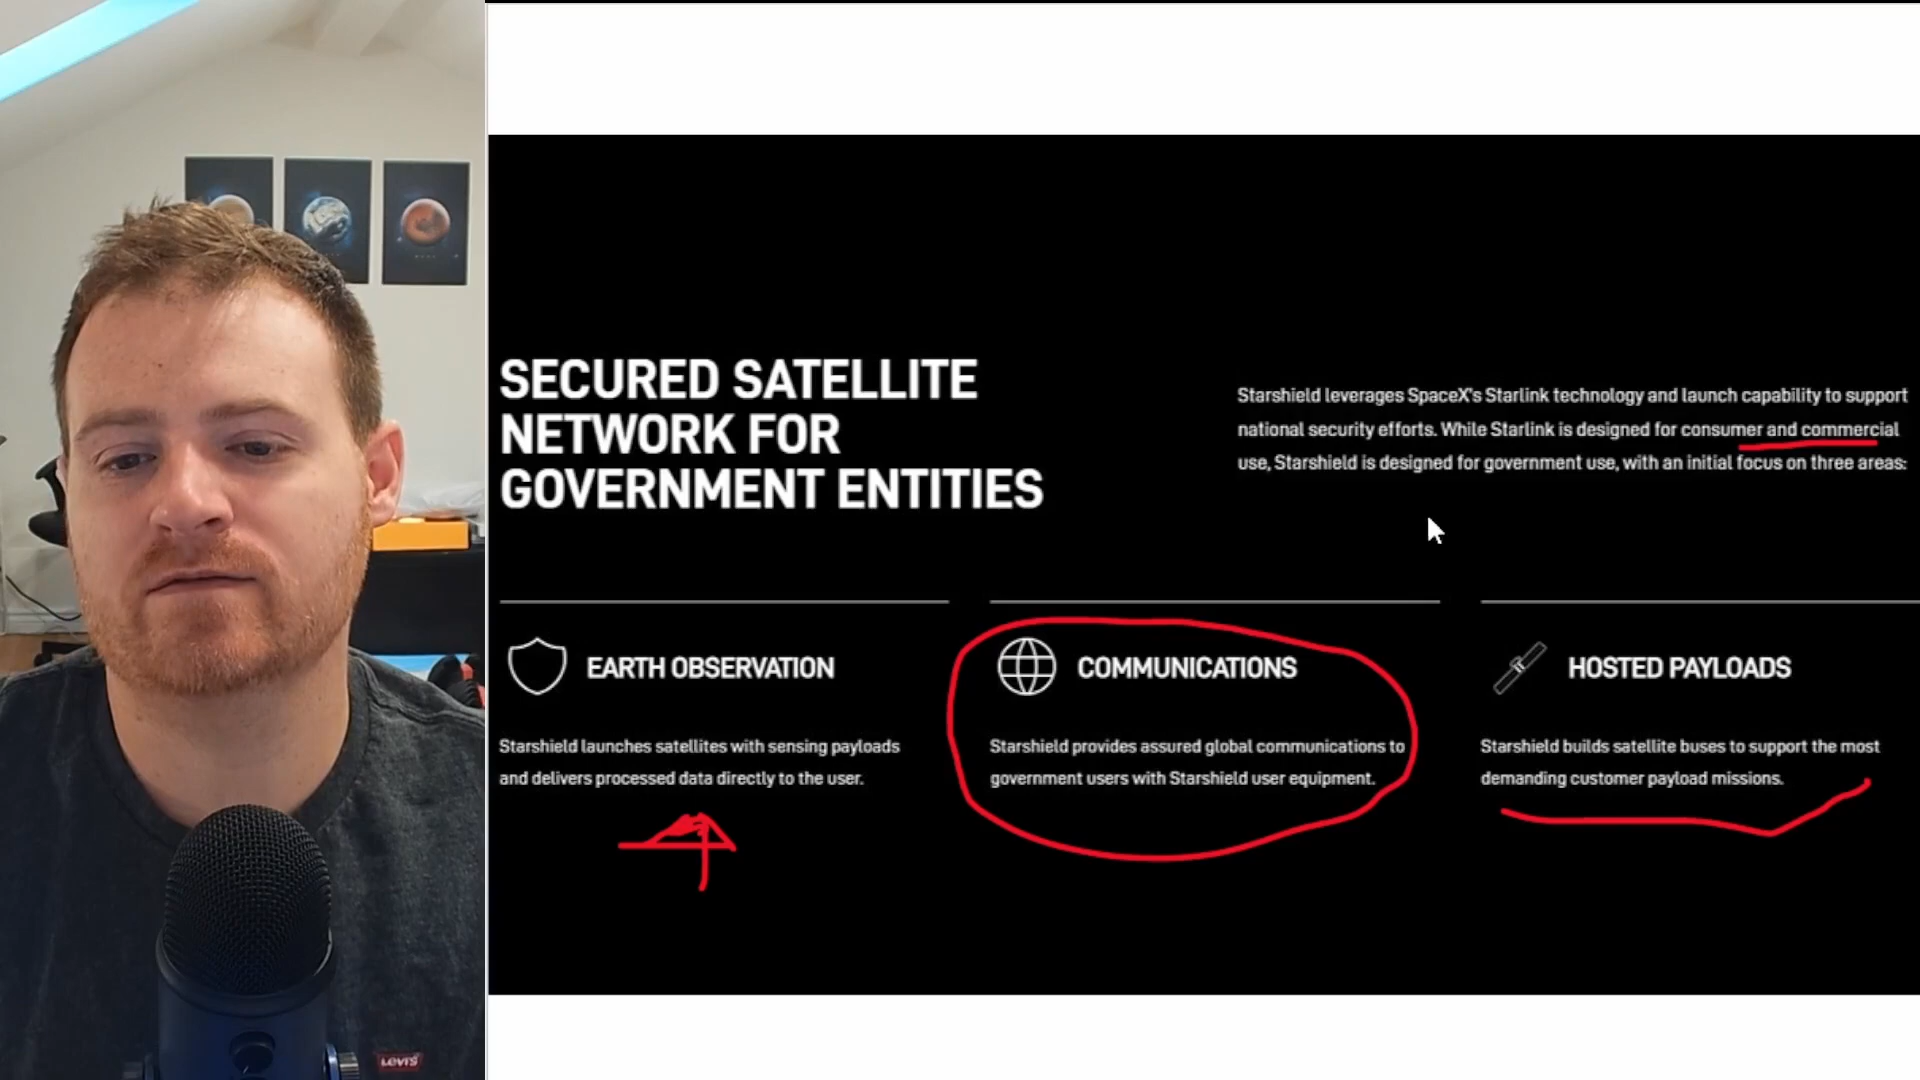 SECURED SATELLITE
NETWORK FOR
GOVERNMENT ENTITIES
Starshield leverages SpaceX's Starlink technology and launch capability to support
national security efforts. While Starlink is designed for consumer and commercial
use, Starshield is designed for government use, with an initial focus on three areas:
EARTH OBSERVATION
Starshield launches satellites with sensing payloads
and delivers processed data directly to the user.
COMMUNICATIONS
Starshield provides assured global communications to
government users with Starshield user equipment.
HOSTED PAYLOADS
Starshield builds satellite buses to support the most
demanding customer payload missions.
LEVI'S